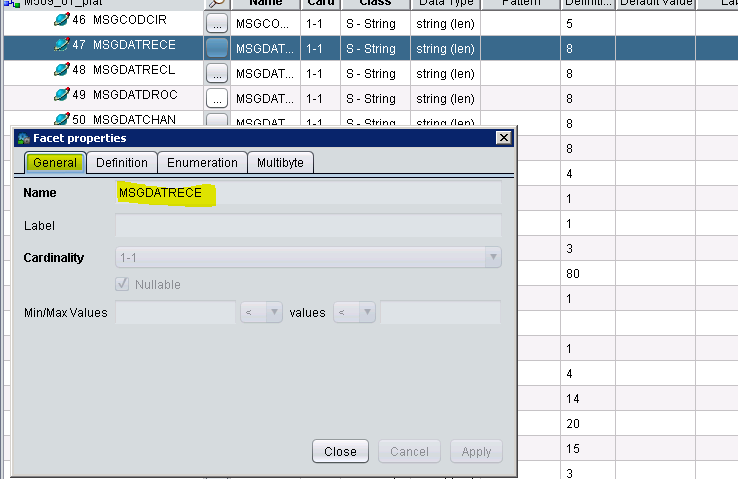 M509_01_plat Name Card Class Data Type Pattern Definiti... Default Value
46 MSGCODCIR ... MSGCO... 1-1 S - String string (len) 5
47 MSGDATRECE MSGDAT... 1-1 S - String string (len) 8
48 MSGDATRECL ... MSGDAT... 1-1 S - String string (len) 8
49 MSGDATDROC ... MSGDAT... 1-1 S - String string (len) 8
50 MSGDATCHAN MSGDAT... 1-1 S - String string (len) 8
Facet properties
8
General Definition Enumeration Multibyte
4
Name MSGDATRECE
1
Label
1
Cardinality 1-1
3
Nullable
80
Min/Max Values < values <
1
1
4
14
20
Close Cancel Apply
15
3